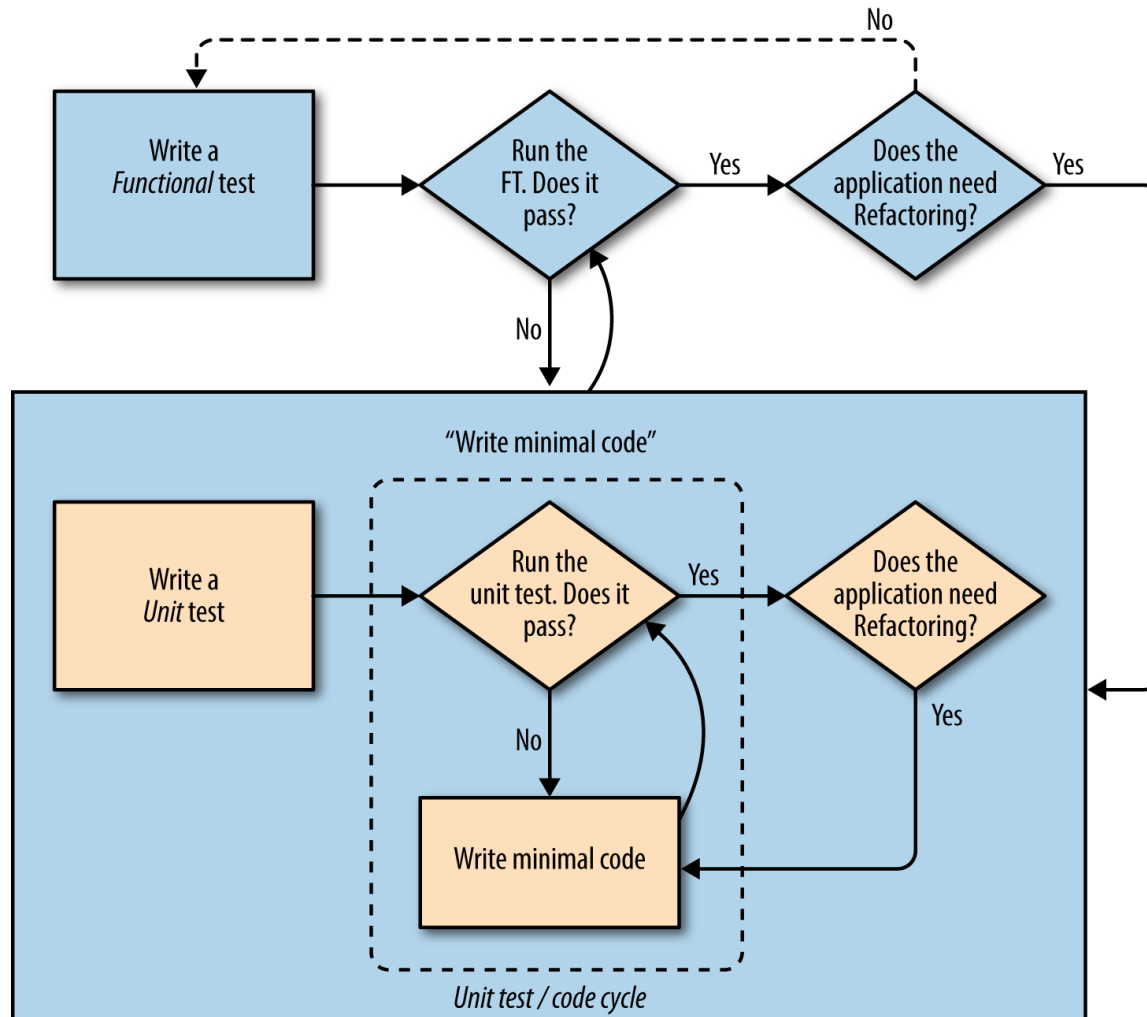 No
Write a
Functional test
Run the
FT. Does it
pass?
Yes
Does the
application need
Refactoring?
Yes
No
“Write minimal code”
Write a
Unit test
Run the
unit test. Does it
pass?
Yes
Does the
application need
Refactoring?
No
Yes
Write minimal code
Unit test / code cycle